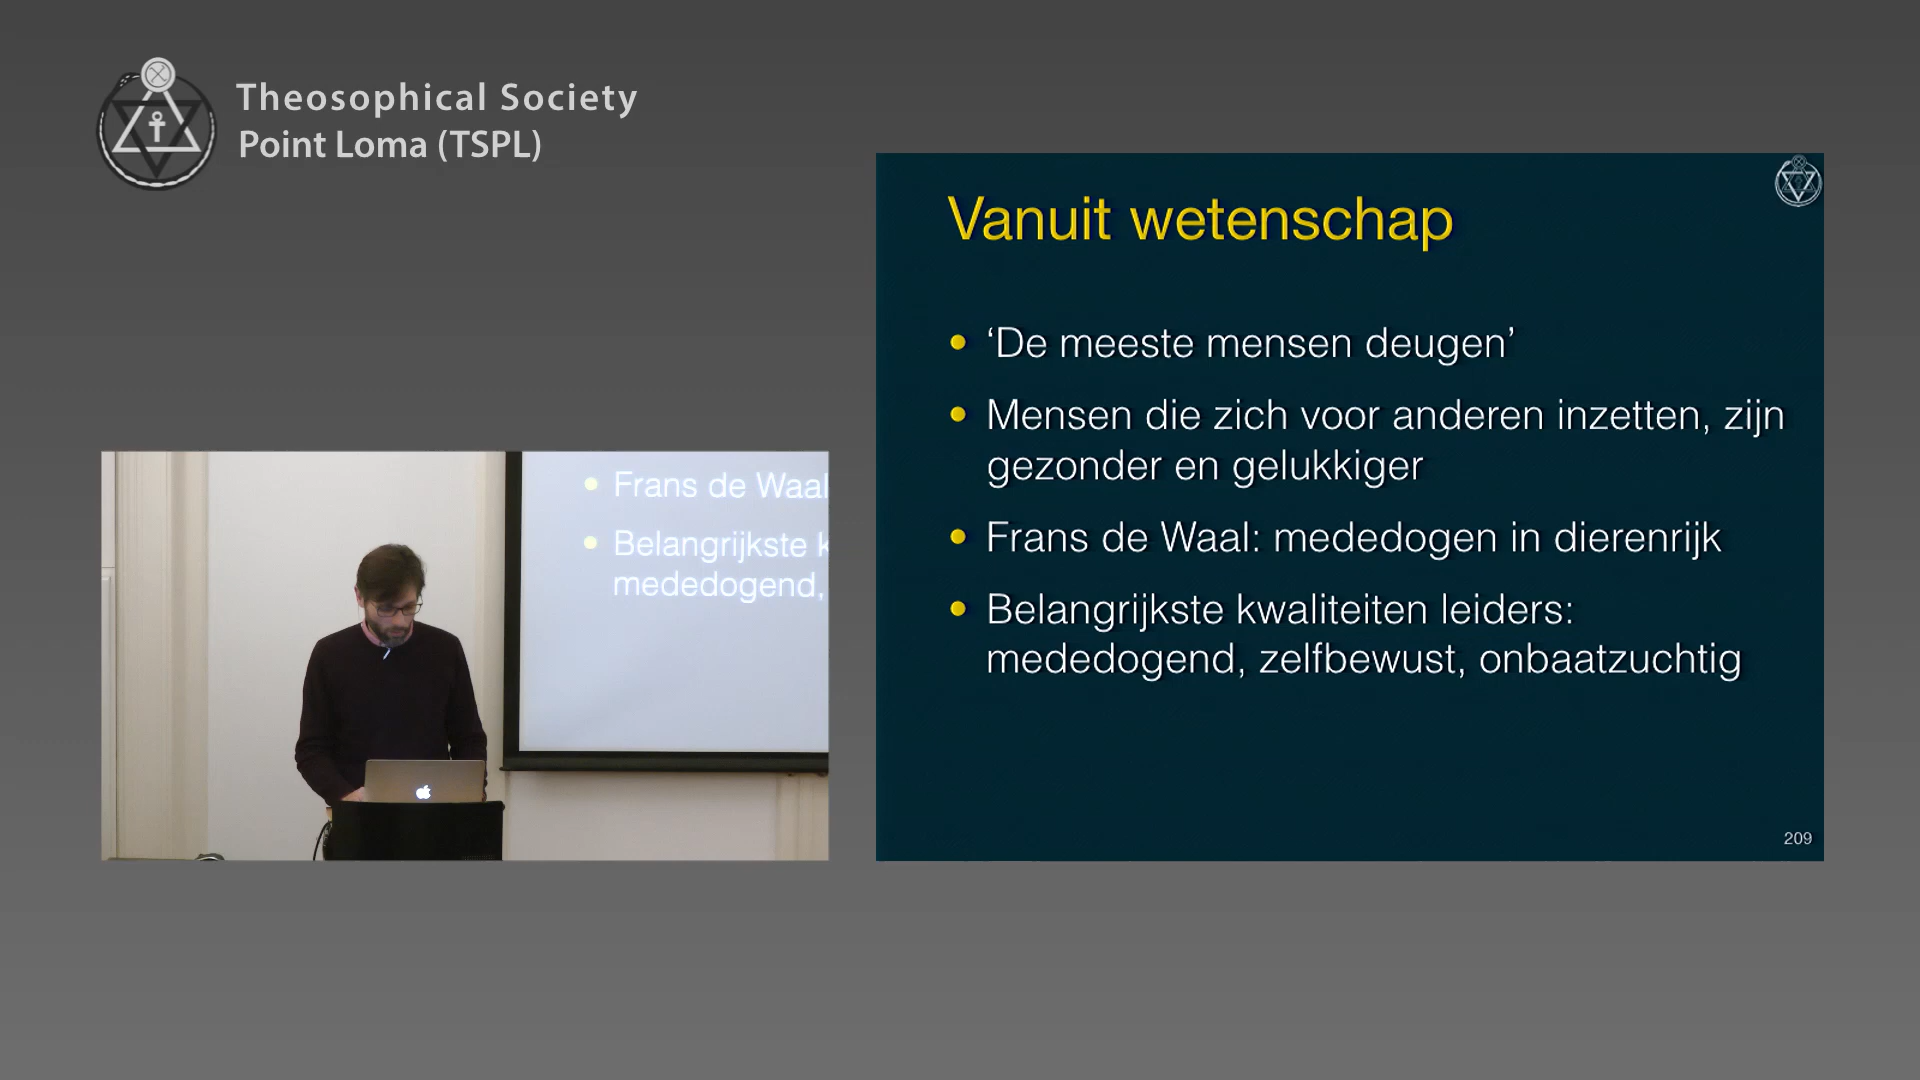 Theosophical Society
Point Loma (TSPL)
Vanuit wetenschap
• ‘De meeste mensen deugen’
• Mensen die zich voor anderen inzetten, zijn
gezonder en gelukkiger
• Frans de Waal: mededogen in dierenrijk
• Belangrijkste kwaliteiten leiders:
mededogend, zelfbewust, onbaatzuchtig
209
• Frans de Waal
• Belangrijkste k
mededogend,